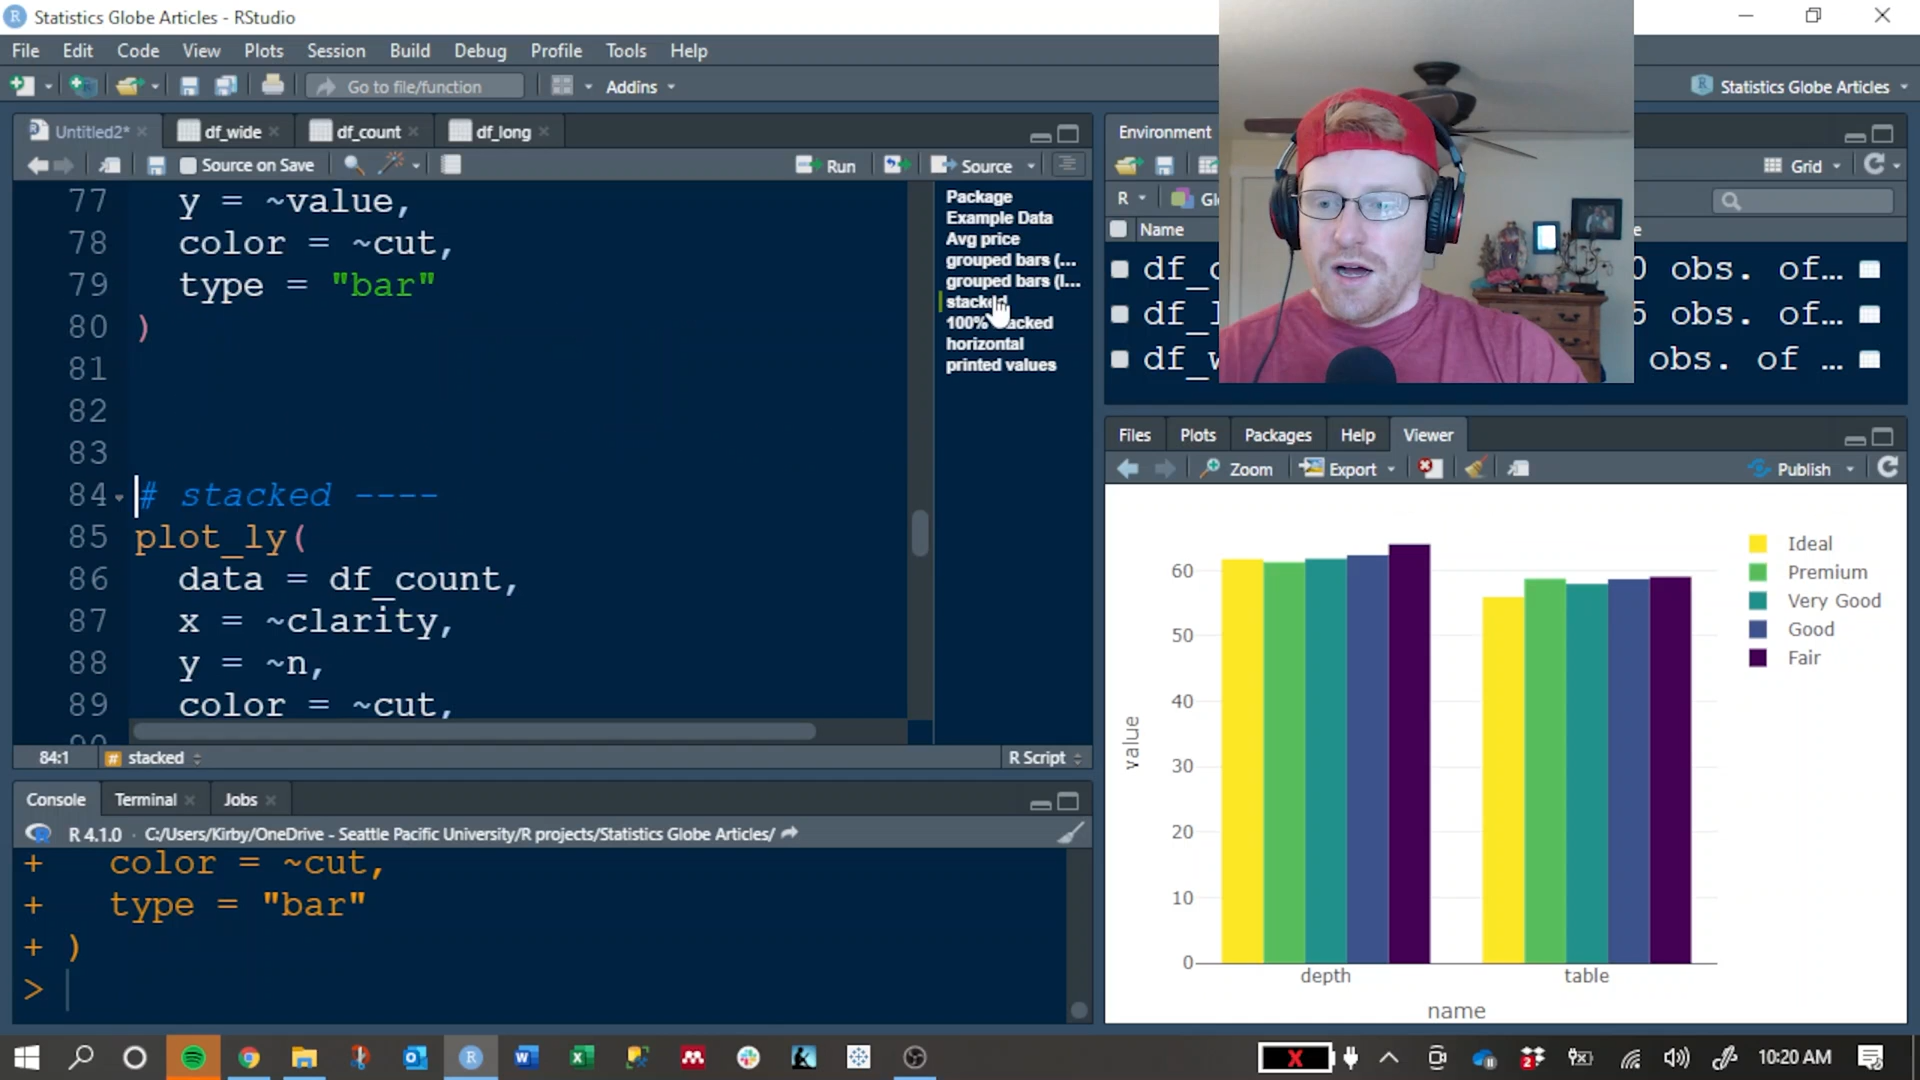 Statistics Globe Articles - RStudio
File Edit Code View Plots Session Build Debug Profile Tools Help
Go to file/function Addins Statistics Globe Articles
Untitled2* df_wide df_count df_long
Source on Save Run Source
77 y = ~value,
78 color = ~cut,
79 type = "bar"
80 )
81
82
83
84 # stacked ----
85 plot_ly(
86 data = df_count,
87 x = ~clarity,
88 y = ~n,
89 color = ~cut,
84:1 stacked R Script
Package
Example Data
Avg price
grouped bars (...
grouped bars (l...
stacked
100%
horizontal
printed values
Console Terminal Jobs
R 4.1.0 · C:/Users/Kirby/OneDrive - Seattle Pacific University/R projects/Statistics Globe Articles/
+ color = ~cut,
+ type = "bar"
+ )
>
Environment
Grid
R
Name
obs. of...
obs. of...
obs. of ...
Files Plots Packages Help Viewer
Zoom Export Publish
60
50
40
30
20
10
0
value
depth table
name
Ideal
Premium
Very Good
Good
Fair
10:20 AM